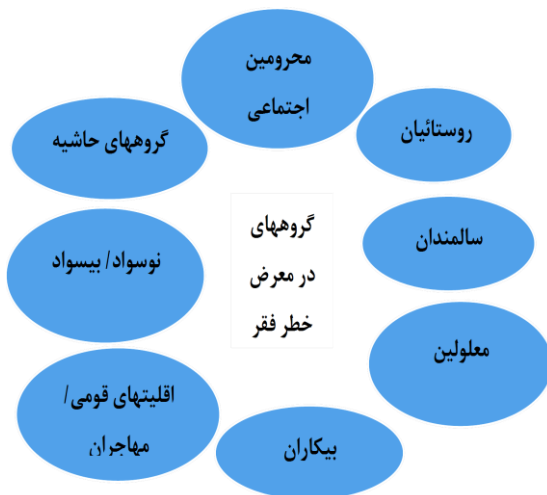 محرومین
اجتماعی
روستائیان
سالمندان
معلولین
بیکاران
اقلیتهای قومی/
مهاجران
نوسواد/ بیسواد
گروههای حاشیه
گروههای
در معرض
خطر فقر